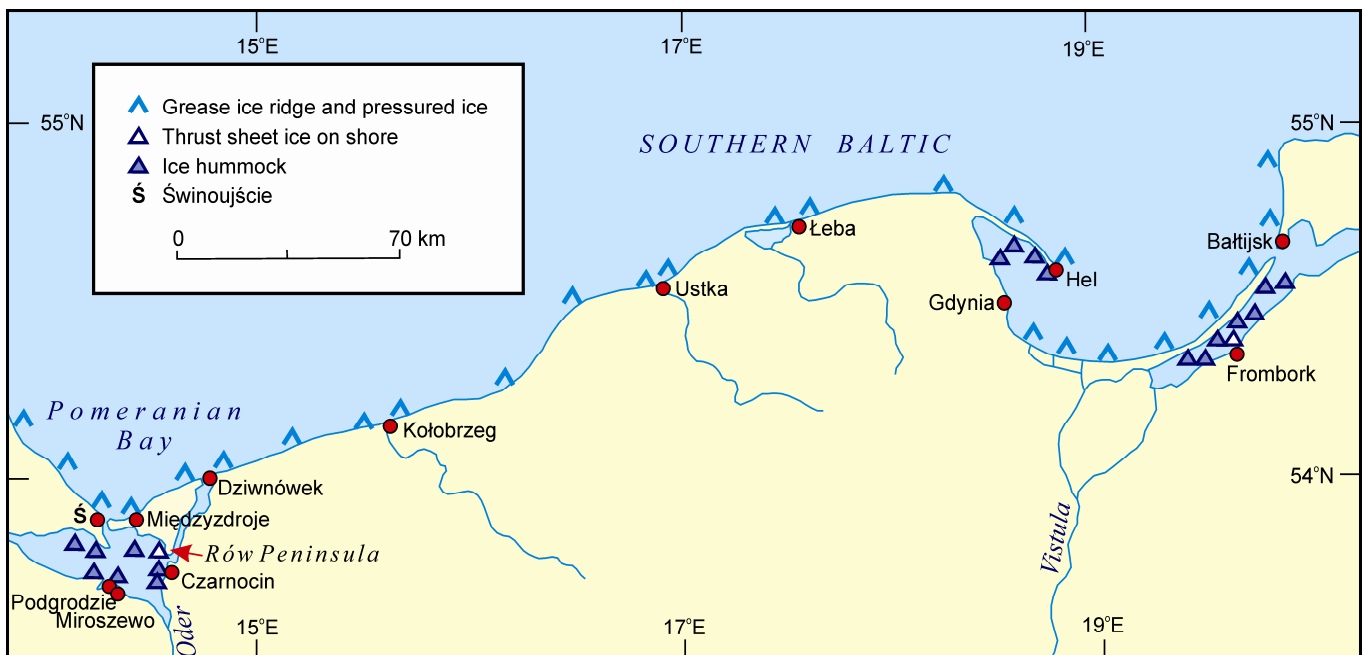 15°E
17°E
19°E
55°N
55°N
Grease ice ridge and pressured ice
Thrust sheet ice on shore
Ice hummock
Ś Świnoujście
0 70 km
SOUTHERN BALTIC
Łeba
Bałtijsk
Hel
Ustka
Gdynia
Frombork
Pomeranian
Bay
Kołobrzeg
54°N
Dziwnówek
Ś
Międzyzdroje
Rów Peninsula
Czarnocin
Vistula
Podgrodzie
Miroszewo
Oder
15°E
17°E
19°E